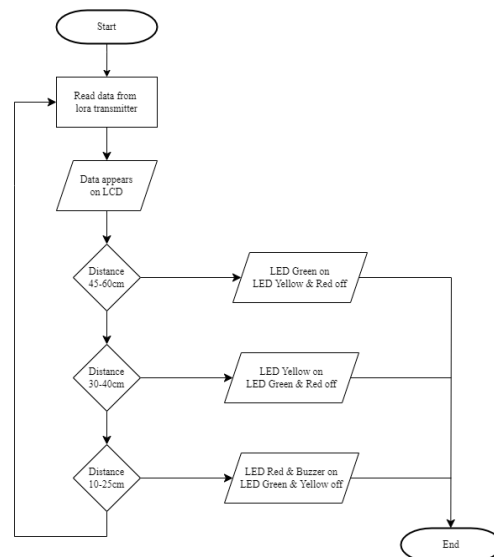 Start
Read data from
lora transmitter
Data appears
on LCD
Distance
45-60cm
LED Green on
LED Yellow & Red off
Distance
30-40cm
LED Yellow on
LED Green & Red off
Distance
10-25cm
LED Red & Buzzer on
LED Green & Yellow off
End